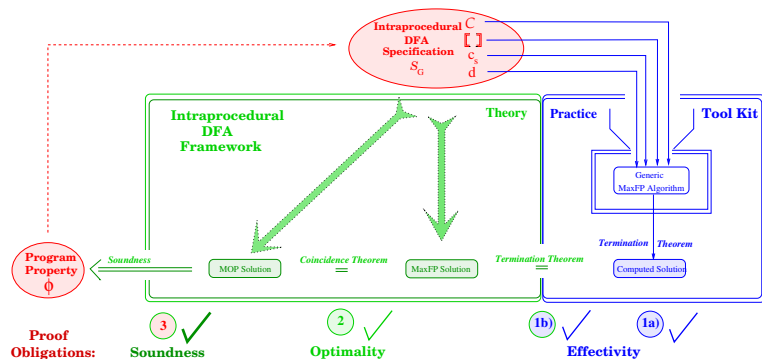 Intraprocedural
DFA
Specification
S_G
C
⟦ ⟧
c_s
d
Intraprocedural
DFA
Framework
Theory
Practice
Tool Kit
Generic
MaxFP Algorithm
Termination Theorem
Program
Property
ϕ
Soundness
MOP Solution
Coincidence Theorem
=
MaxFP Solution
Termination Theorem
=
Computed Solution
Proof
Obligations:
3
Soundness
2
Optimality
1b)
1a)
Effectivity